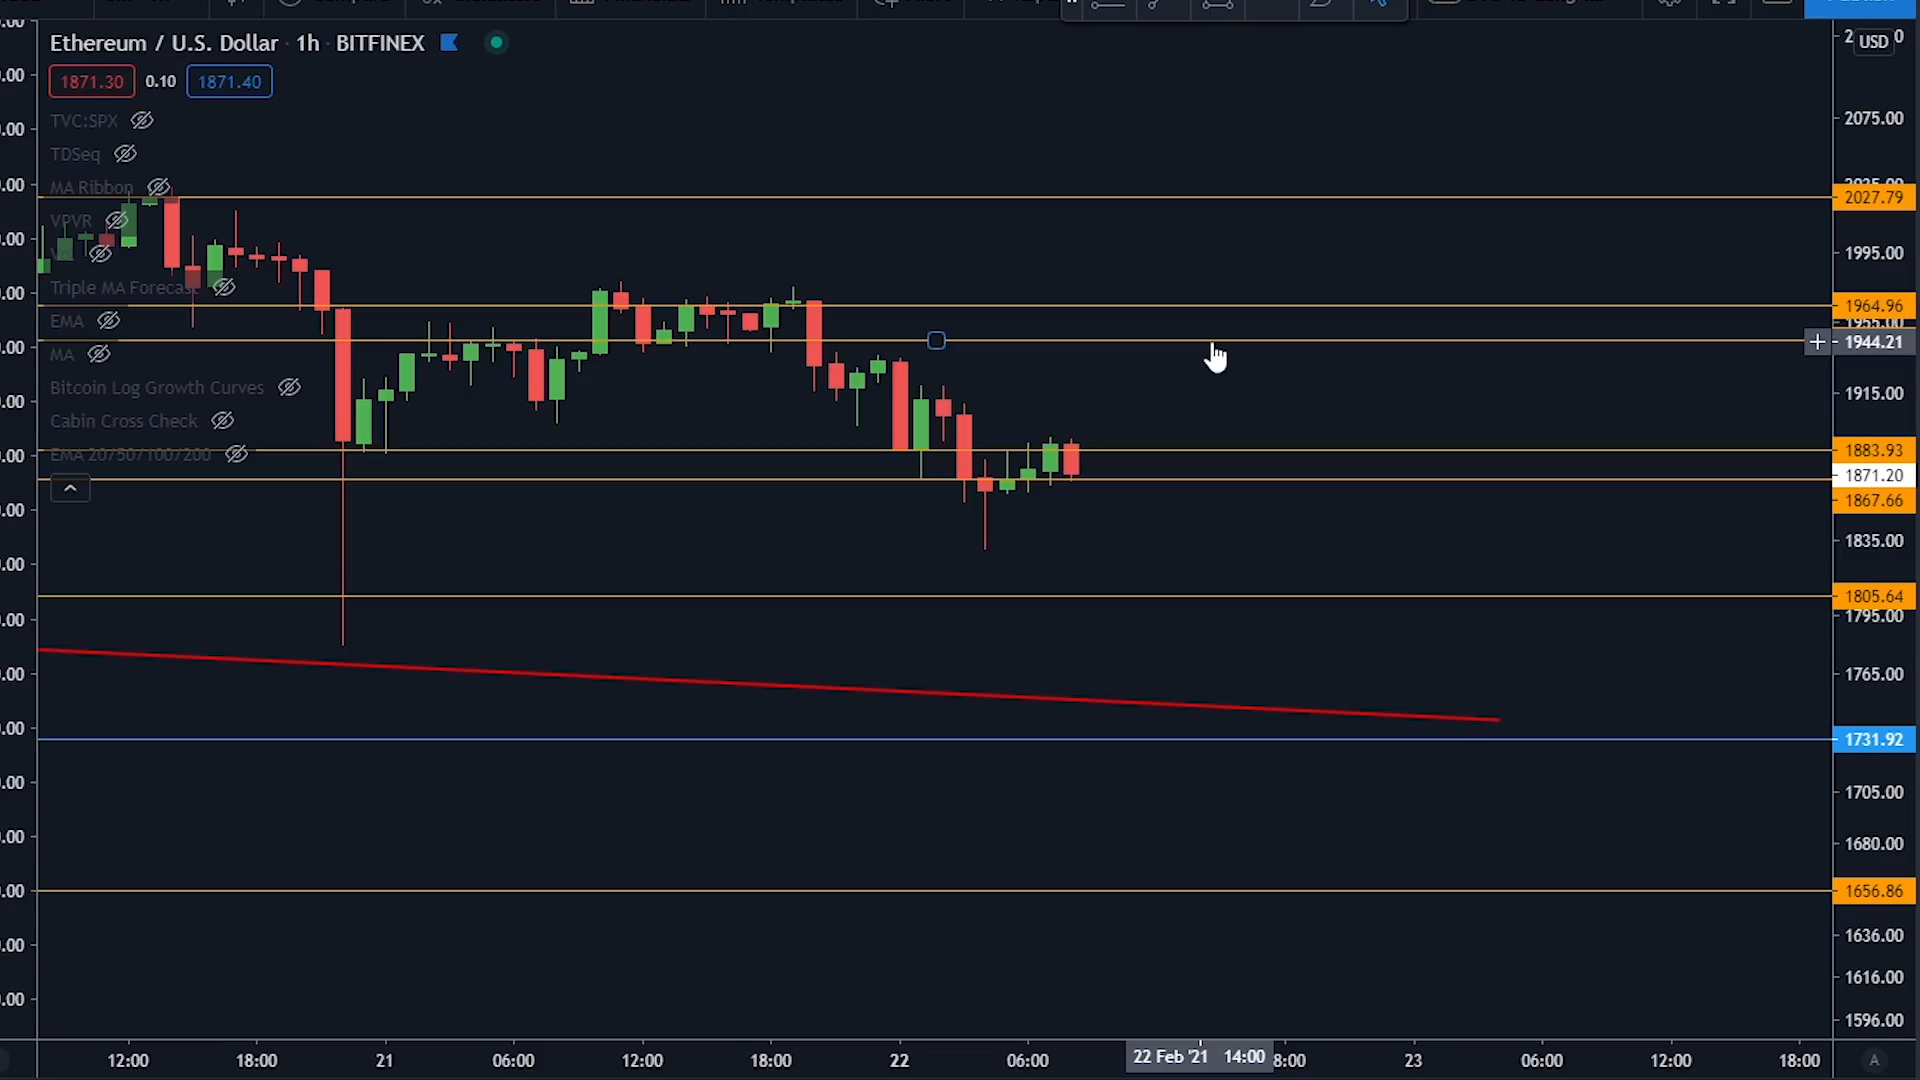 Ethereum / U.S. Dollar · 1h · BITFINEX
1871.30 0.10 1871.40
TVC:SPX
TDSeq
MA Ribbon
VPVR
Triple MA Forecast
EMA
MA
Bitcoin Log Growth Curves
Cabin Cross Check
EMA 20/50/100/200
USD
2075.00
2027.79
1995.00
1964.96
1955.00
1944.21
1915.00
1883.93
1871.20
1867.66
1835.00
1805.64
1795.00
1765.00
1731.92
1705.00
1680.00
1656.86
1636.00
1616.00
1596.00
12:00 18:00 21 06:00 12:00 18:00 22 06:00 22 Feb '21 14:00 8:00 23 06:00 12:00 18:00 A